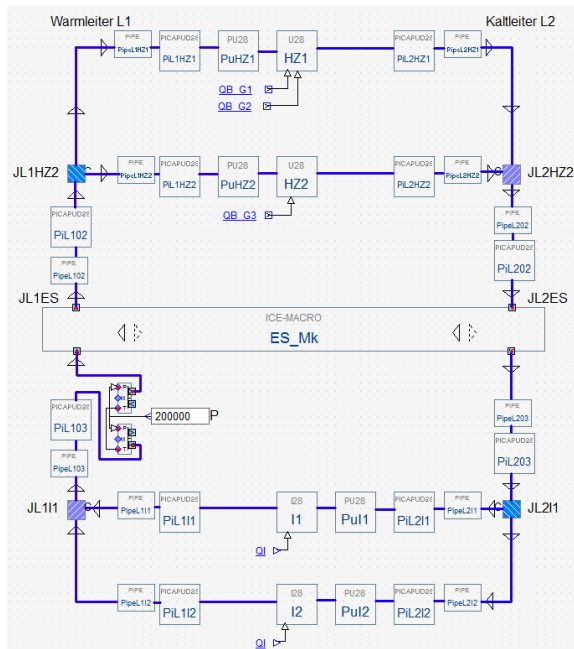 Warmleiter L1
Kaltleiter L2
PIPE
PICAPUD28
PU28
U28
PICAPUD28
PIPE
PipeL1HZ1
PiL1HZ1
PuHZ1
HZ1
PiL2HZ1
PipeL2HZ1
QB_G1
QB_G2
JL1HZ2
C
PIPE
PICAPUD28
PU28
U28
PICAPUD28
PIPE
C
JL2HZ2
PipeL1HZ2
PiL1HZ2
PuHZ2
HZ2
PiL2HZ2
PipeL2HZ2
QB_G3
PICAPUD28
PiL102
PIPE
PipeL202
PIPE
PipeL102
PICAPUD28
PiL202
JL1ES
JL2ES
ICE-MACRO
ES_Mk
P
M
T
200000 P
P
M
T
PICAPUD28
PiL103
PIPE
PipeL203
PIPE
PipeL103
PICAPUD28
PiL203
JL1I1
C
PIPE
PICAPUD28
I28
PU28
PICAPUD28
PIPE
C
JL2I1
PipeL1I1
PiL1I1
I1
PuI1
PiL2I1
PipeL2I1
QI
PIPE
PICAPUD28
I28
PU28
PICAPUD28
PIPE
PipeL1I2
PiL1I2
I2
PuI2
PiL2I2
PipeL2I2
QI